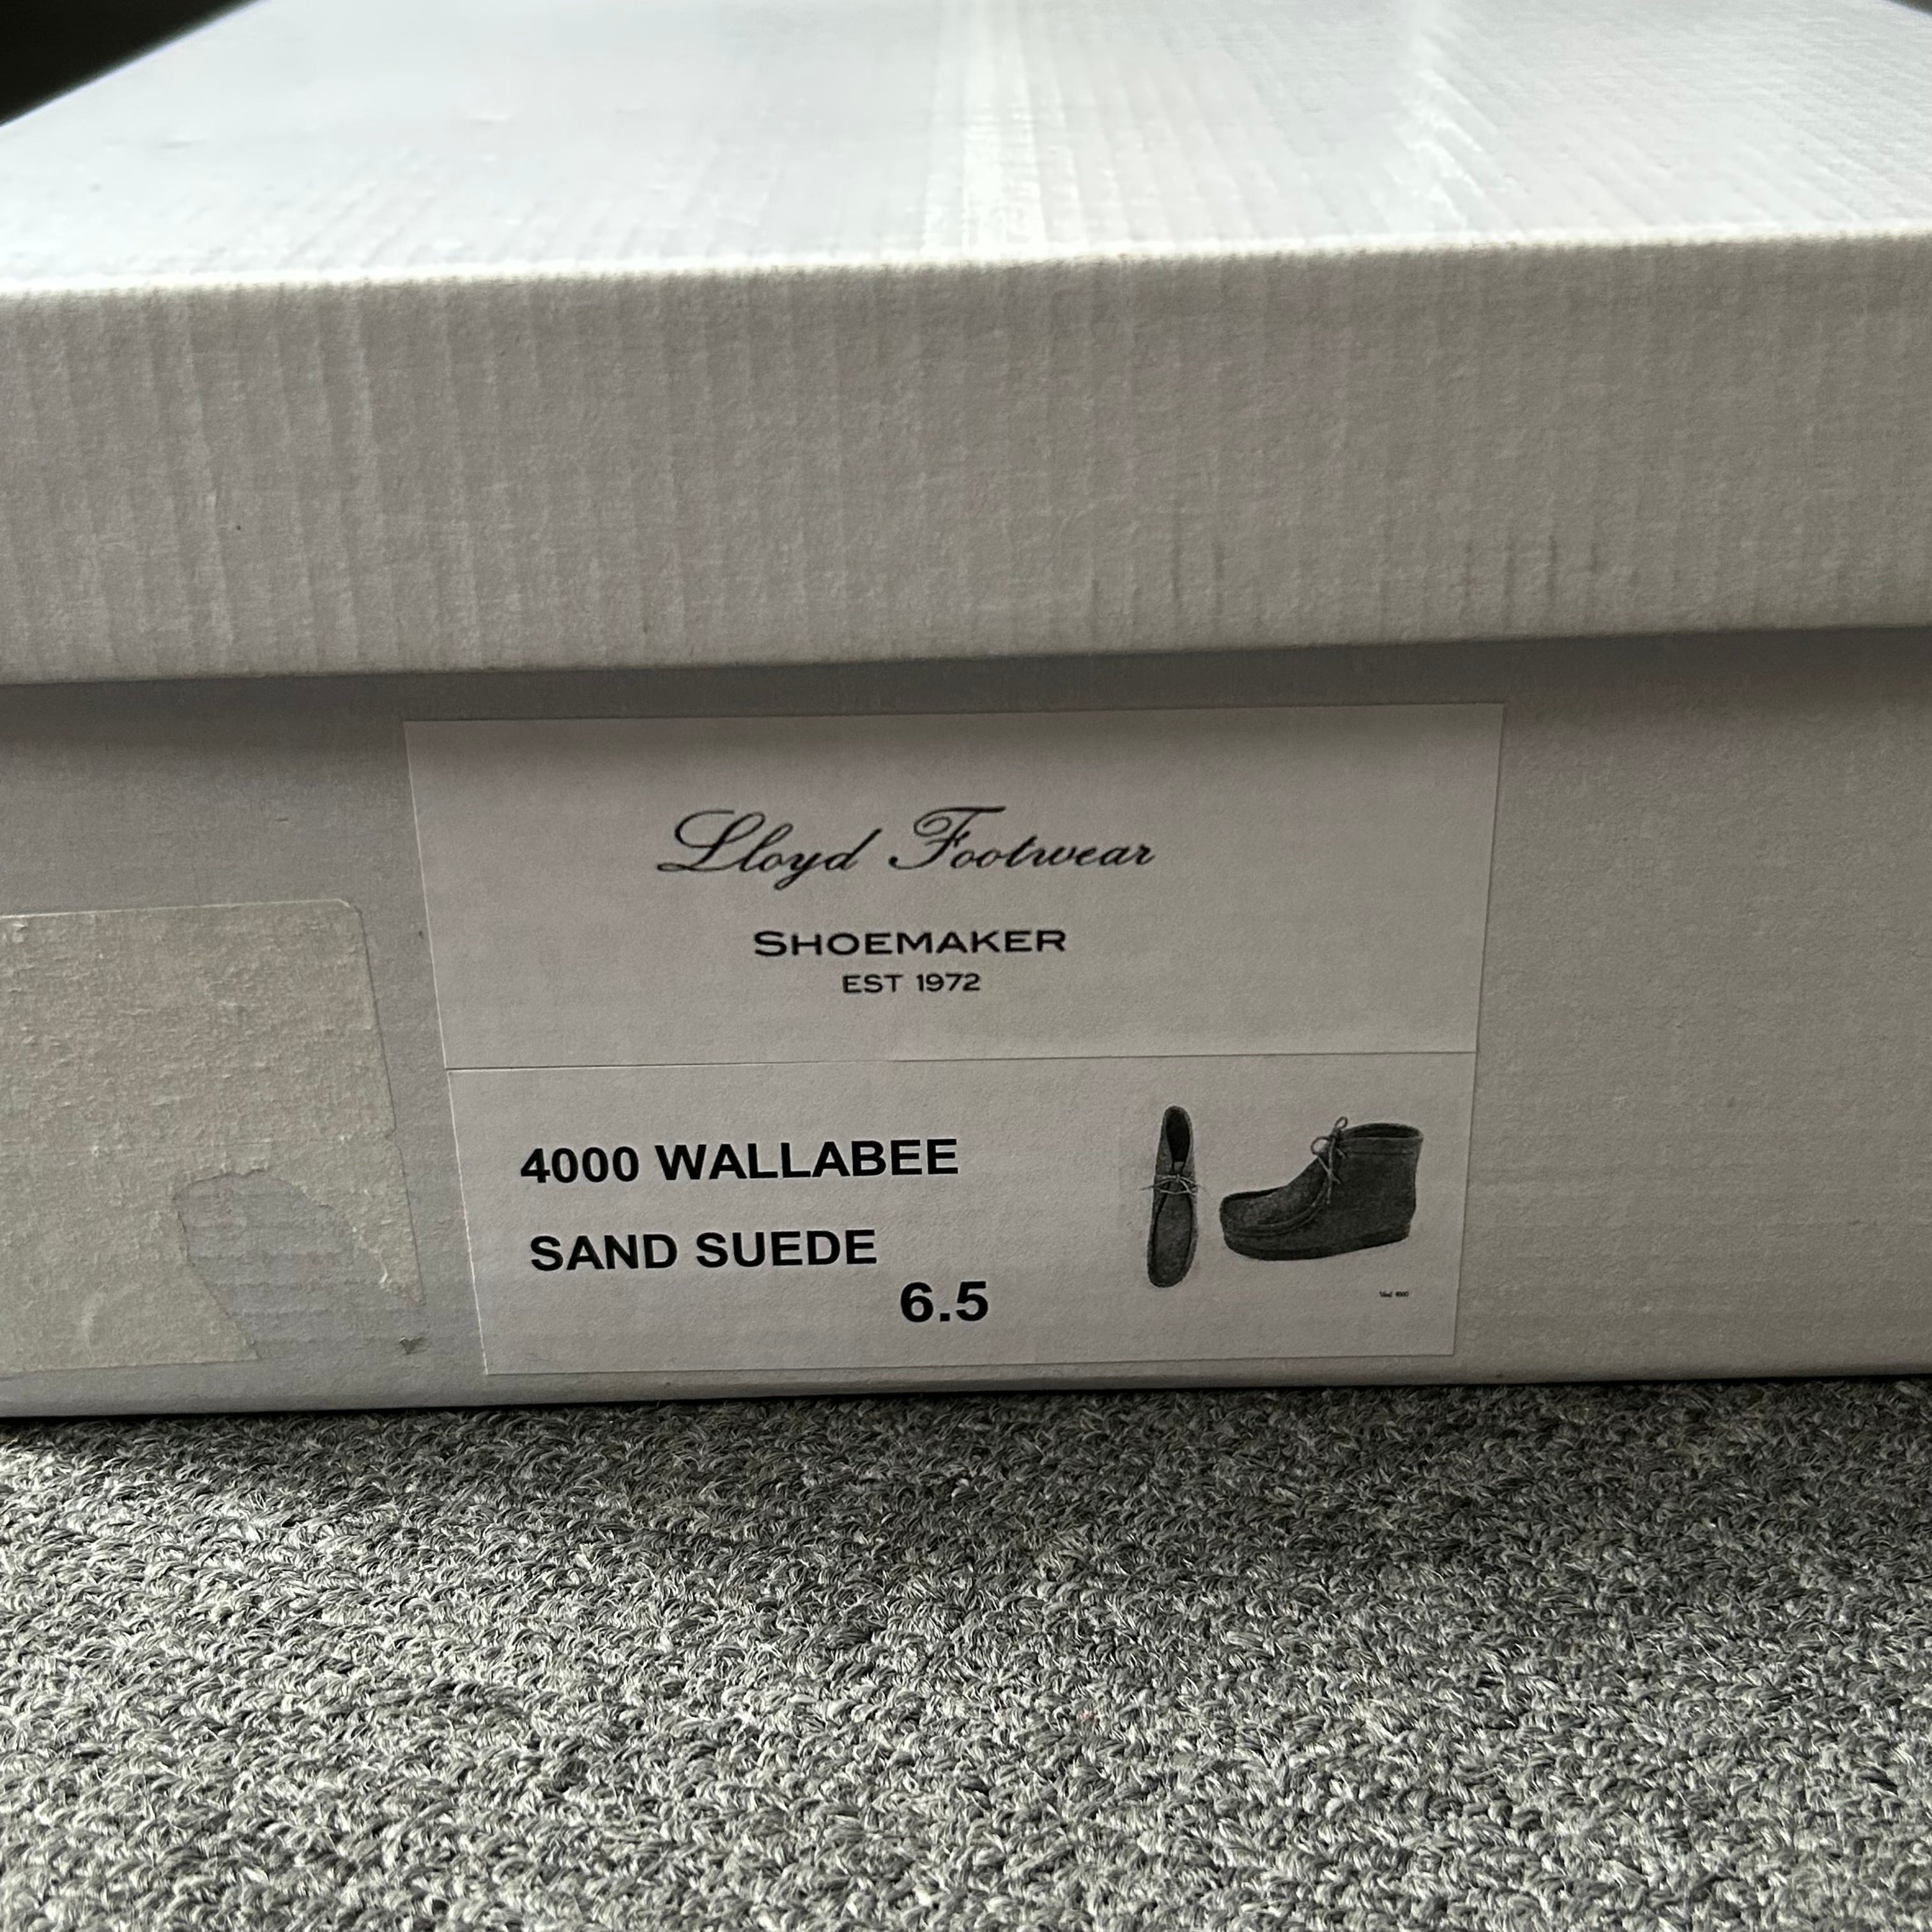 Lloyd Footwear
SHOEMAKER
EST 1972
4000 WALLABEE
SAND SUEDE
6.5